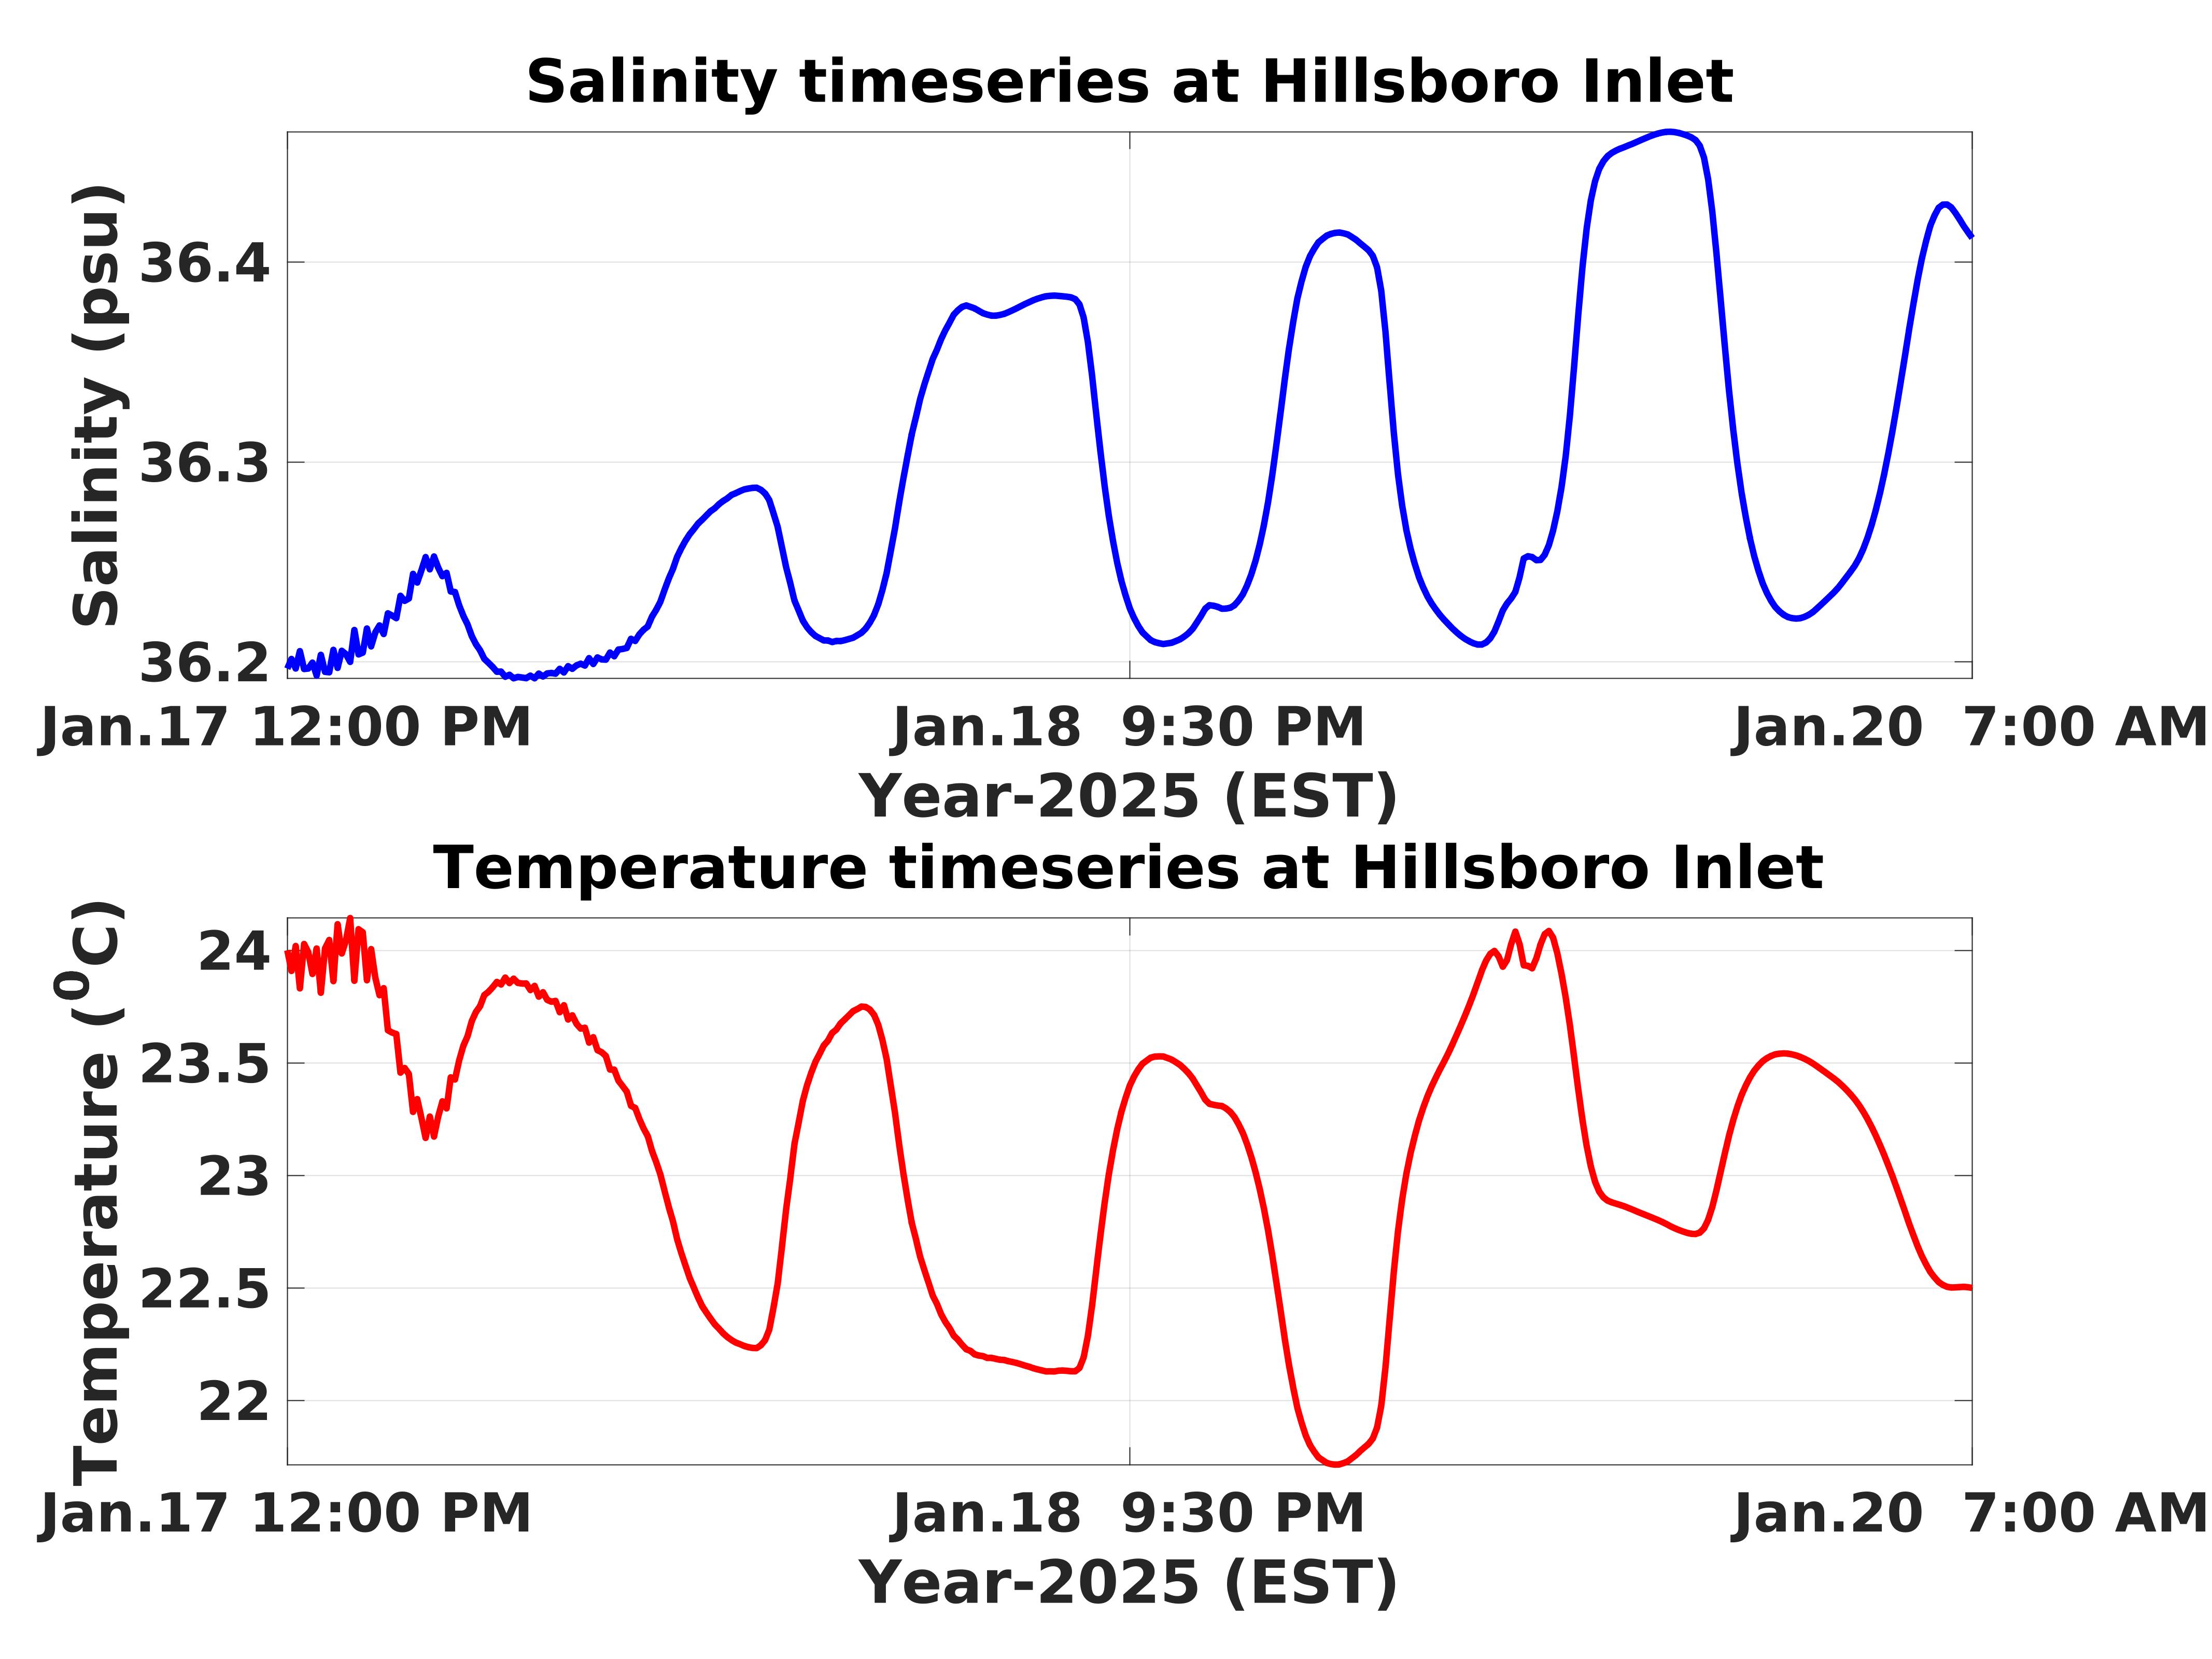 Salinity timeseries at Hillsboro Inlet
Salinity (psu)
36.4
36.3
36.2
Jan.17 12:00 PM Jan.18 9:30 PM Jan.20 7:00 AM
Year-2025 (EST)
Temperature timeseries at Hillsboro Inlet
Temperature (⁰C)
24
23.5
23
22.5
22
Jan.17 12:00 PM Jan.18 9:30 PM Jan.20 7:00 AM
Year-2025 (EST)